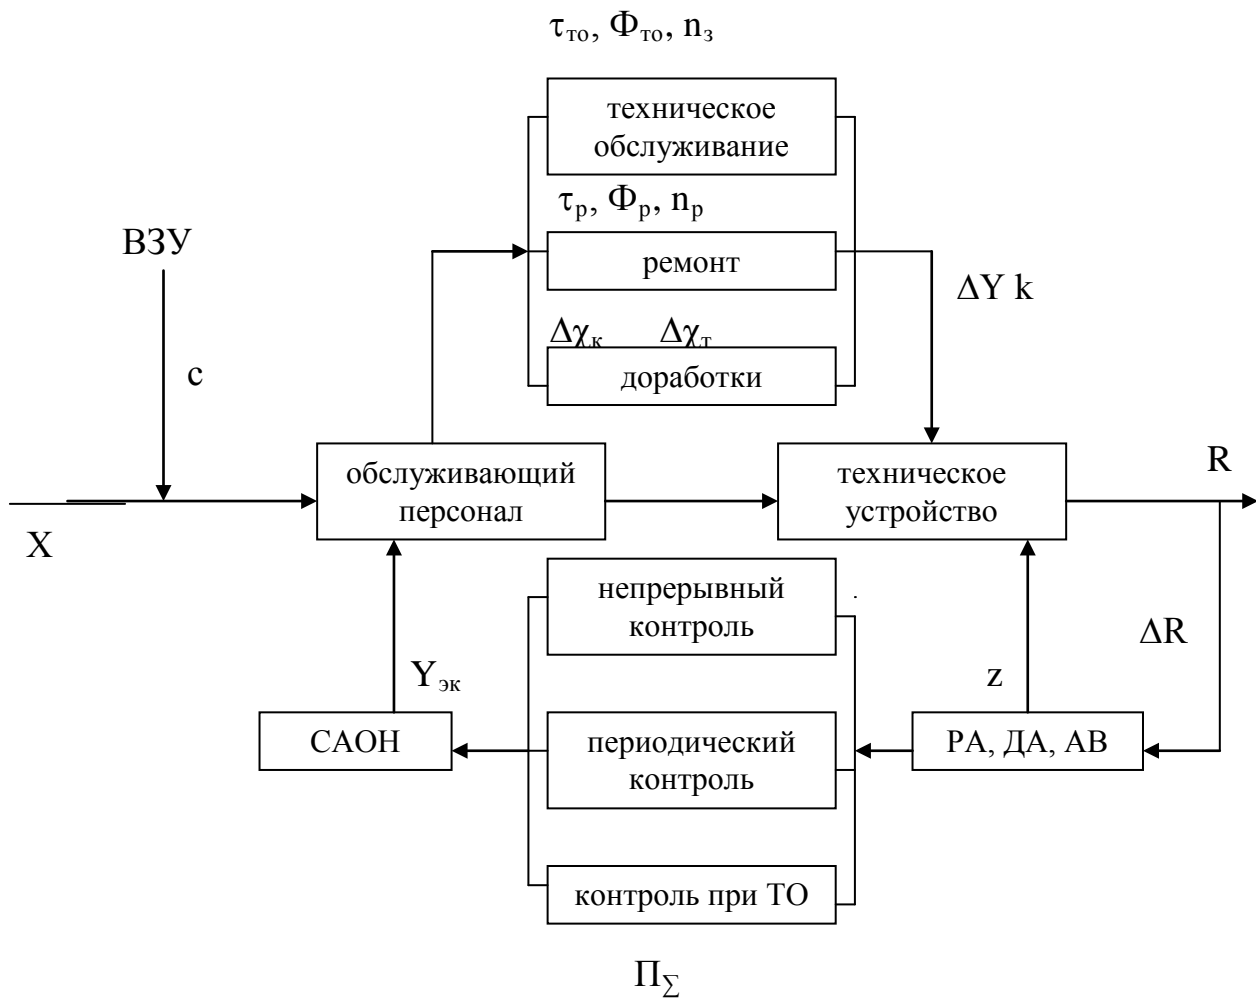 τто, Фто, nз
техническое
обслуживание
τр, Фр, nр
ремонт
ВЗУ
ΔY k
Δχк Δχт
доработки
c
R
обслуживающий
персонал
техническое
устройство
X
непрерывный
контроль
ΔR
Yэк
z
САОН
периодический
контроль
РА, ДА, АВ
контроль при ТО
П∑